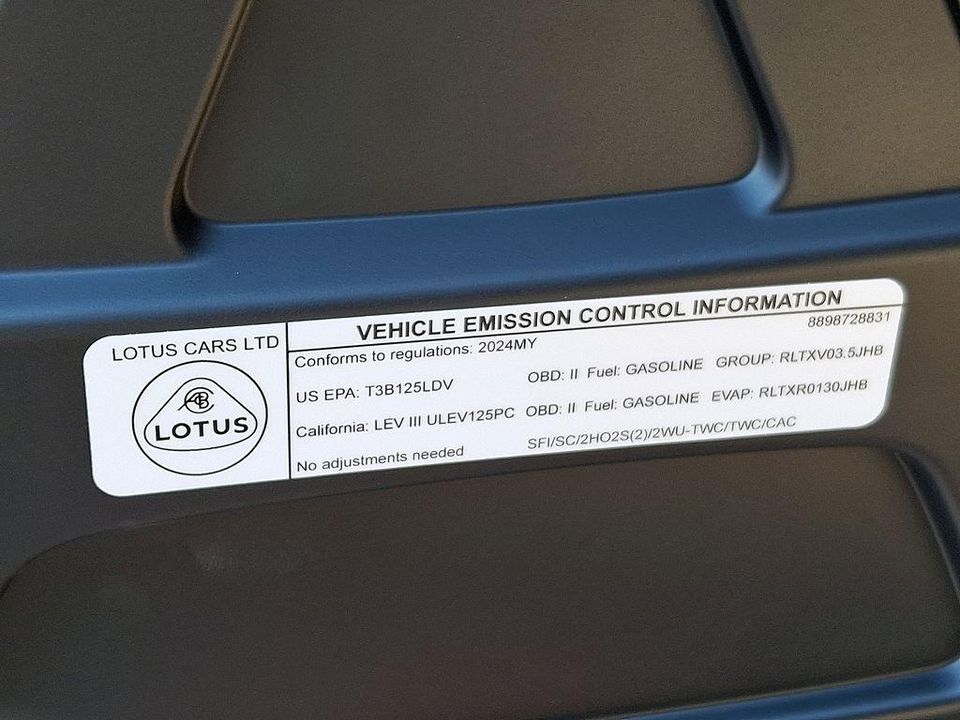 LOTUS CARS LTD
LOTUS
VEHICLE EMISSION CONTROL INFORMATION
Conforms to regulations: 2024MY 8898728831
US EPA: T3B125LDV OBD: II Fuel: GASOLINE GROUP: RLTXV03.5JHB
California: LEV III ULEV125PC OBD: II Fuel: GASOLINE EVAP: RLTXR0130JHB
No adjustments needed SFI/SC/2HO2S(2)/2WU-TWC/TWC/CAC